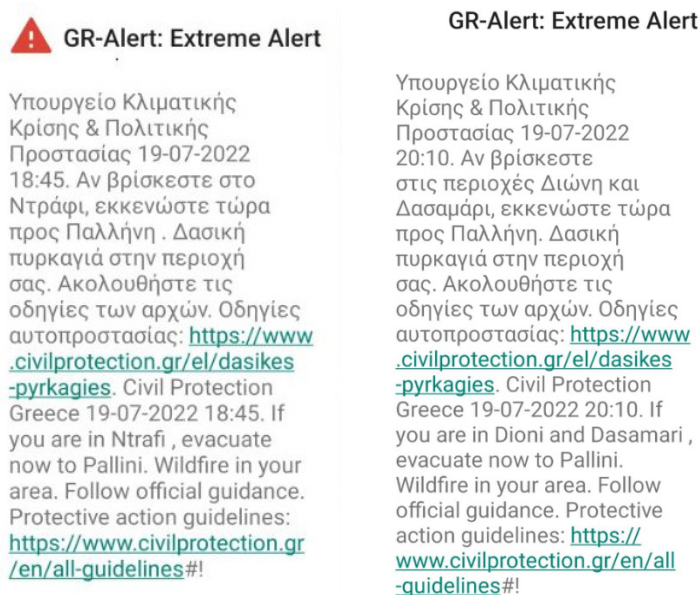 GR-Alert: Extreme Alert
Υπουργείο Κλιματικής
Κρίσης & Πολιτικής
Προστασίας 19-07-2022
18:45. Αν βρίσκεστε στο
Ντράφι, εκκενώστε τώρα
προς Παλλήνη . Δασική
πυρκαγιά στην περιοχή
σας. Ακολουθήστε τις
οδηγίες των αρχών. Οδηγίες
αυτοπροστασίας: https://www
.civilprotection.gr/el/dasikes
-pyrkagies. Civil Protection
Greece 19-07-2022 18:45. If
you are in Ntrafi , evacuate
now to Pallini. Wildfire in your
area. Follow official guidance.
Protective action guidelines:
https://www.civilprotection.gr
/en/all-guidelines#!
GR-Alert: Extreme Alert
Υπουργείο Κλιματικής
Κρίσης & Πολιτικής
Προστασίας 19-07-2022
20:10. Αν βρίσκεστε
στις περιοχές Διώνη και
Δασαμάρι, εκκενώστε τώρα
προς Παλλήνη. Δασική
πυρκαγιά στην περιοχή
σας. Ακολουθήστε τις
οδηγίες των αρχών. Οδηγίες
αυτοπροστασίας: https://www
.civilprotection.gr/el/dasikes
-pyrkagies. Civil Protection
Greece 19-07-2022 20:10. If
you are in Dioni and Dasamari ,
evacuate now to Pallini.
Wildfire in your area. Follow
official guidance. Protective
action guidelines: https://
www.civilprotection.gr/en/all
-guidelines#!